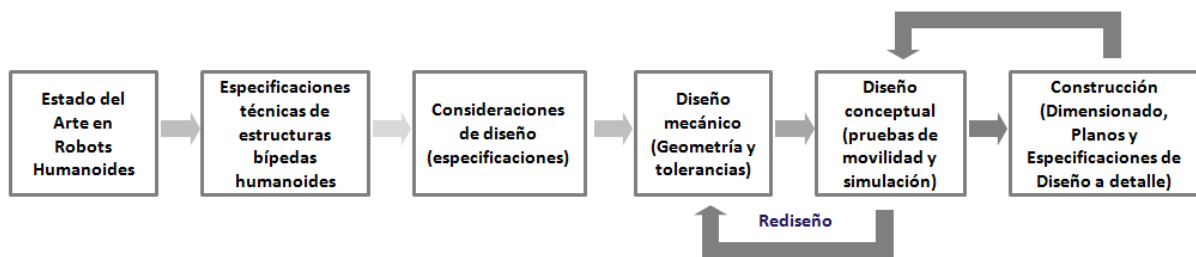 Estado del
Arte en
Robots
Humanoides
Especificaciones
técnicas de
estructuras
bípedas
humanoides
Consideraciones
de diseño
(especificaciones)
Diseño
mecánico
(Geometría y
tolerancias)
Diseño
conceptual
(pruebas de
movilidad y
simulación)
Construcción
(Dimensionado,
Planos y
Especificaciones de
Diseño a detalle)
Rediseño